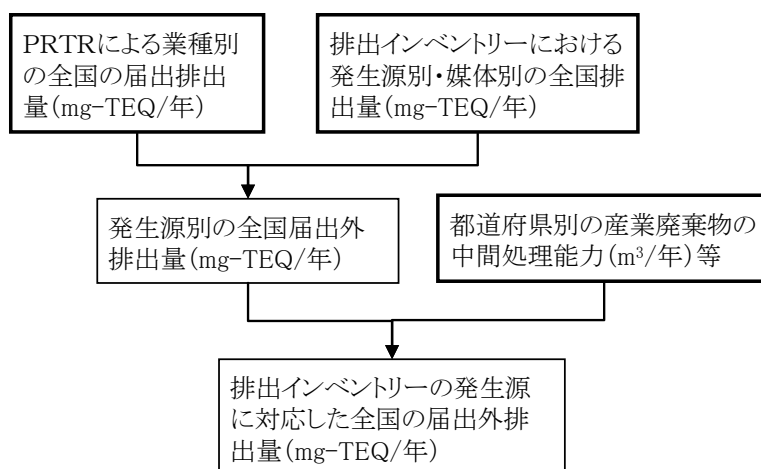 PRTRによる業種別
の全国の届出排出
量(mg-TEQ/年)
排出インベントリーにおける
発生源別・媒体別の全国排
出量(mg-TEQ/年)
発生源別の全国届出外
排出量(mg-TEQ/年)
都道府県別の産業廃棄物の
中間処理能力(m³/年)等
排出インベントリーの発生源
に対応した全国の届出外排
出量(mg-TEQ/年)